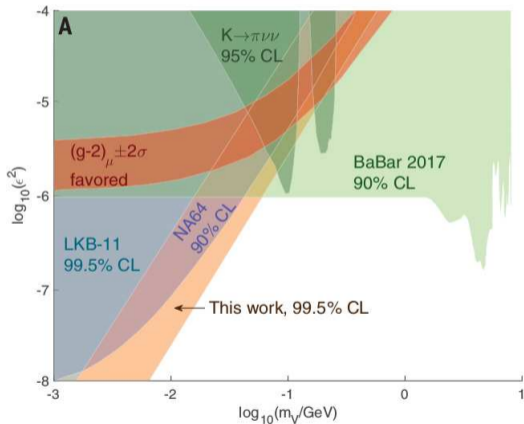 A
-4
K→πνν
95% CL
-5
(g-2)μ±2σ
favored
BaBar 2017
90% CL
log10(ε²)
-6
NA64
90% CL
LKB-11
99.5% CL
-7
This work, 99.5% CL
-8
-3
-2
-1
0
1
log10(mV/GeV)